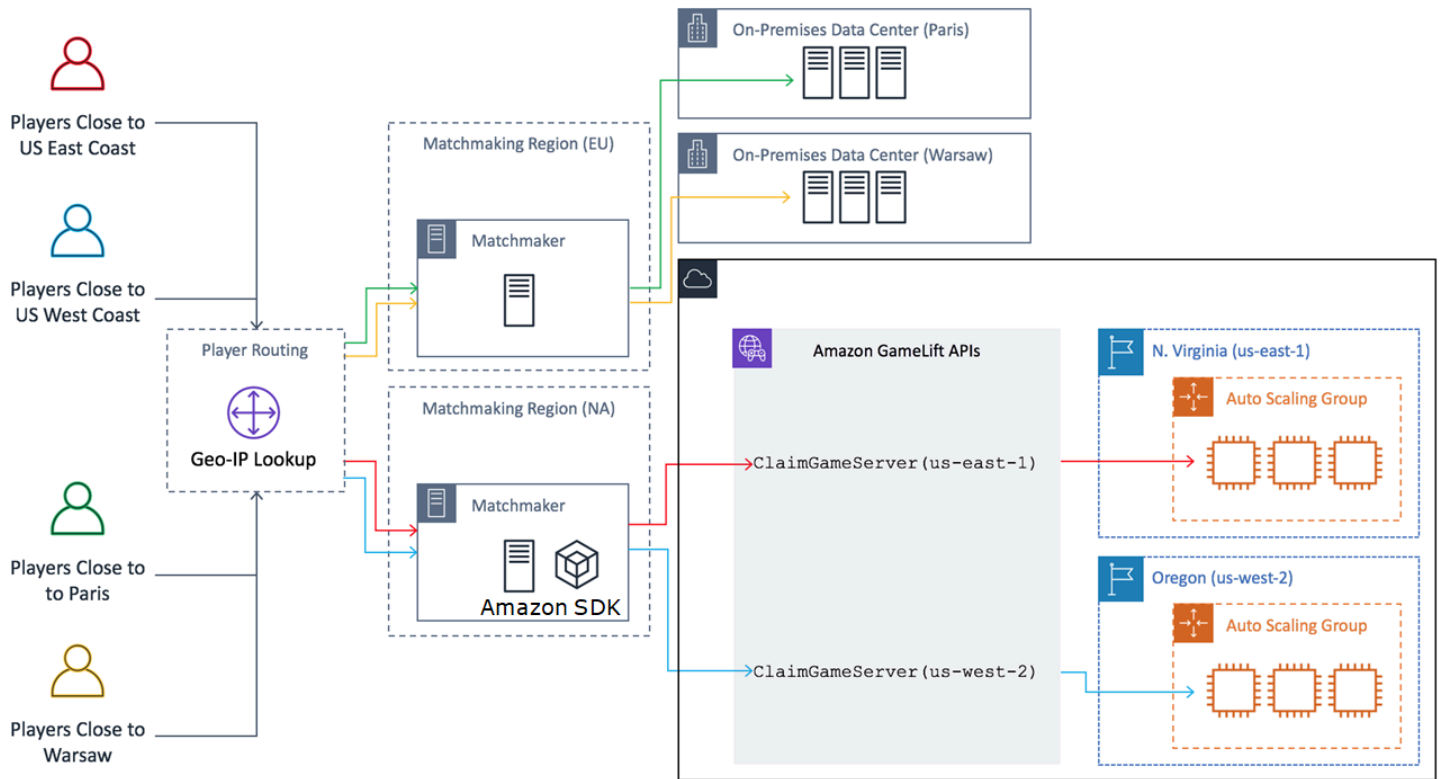 Players Close to
US East Coast
Players Close to
US West Coast
Player Routing
Geo-IP Lookup
Players Close to
to Paris
Players Close to
Warsaw
Matchmaking Region (EU)
Matchmaker
Matchmaking Region (NA)
Matchmaker
Amazon SDK
On-Premises Data Center (Paris)
On-Premises Data Center (Warsaw)
Amazon GameLift APIs
ClaimGameServer(us-east-1)
ClaimGameServer(us-west-2)
N. Virginia (us-east-1)
Auto Scaling Group
Oregon (us-west-2)
Auto Scaling Group